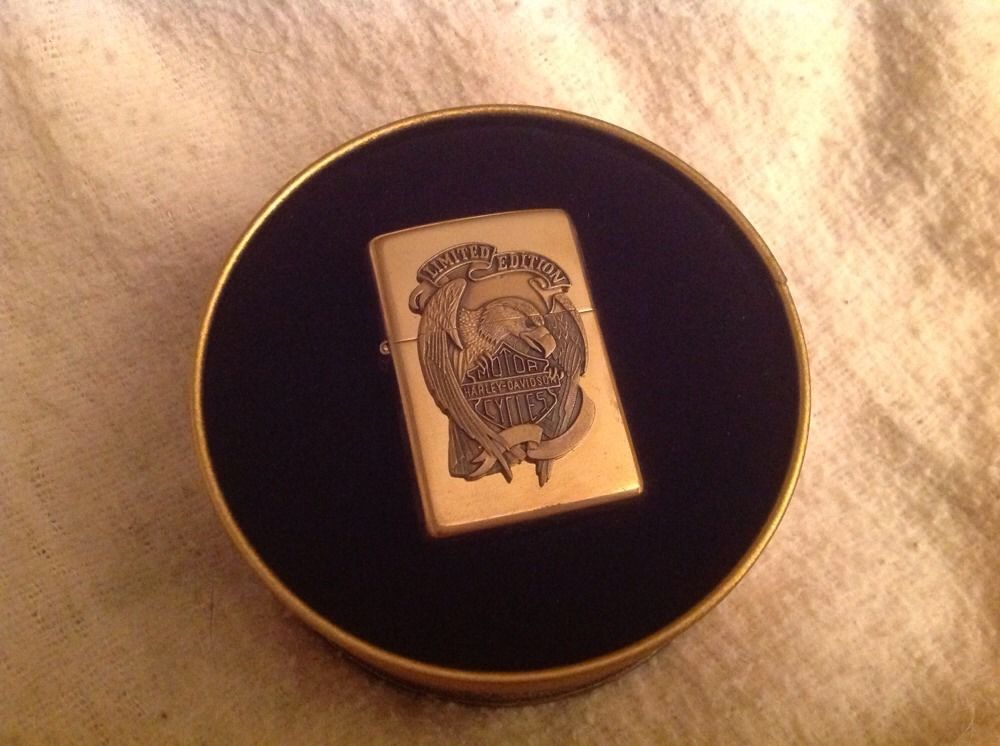 LIMITED EDITION
MOTOR
HARLEY-DAVIDSON
CYCLES